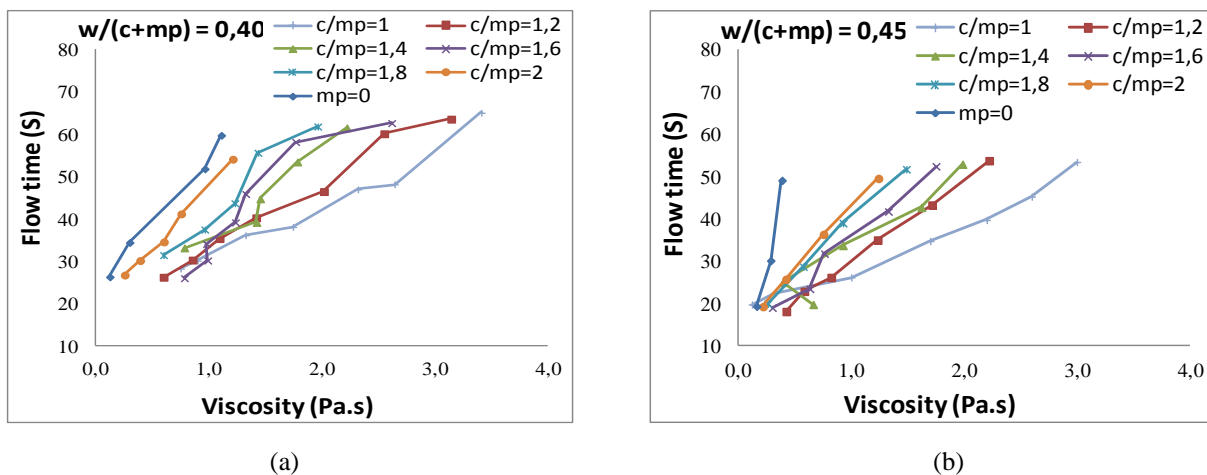 w/(c+mp) = 0,40
c/mp=1
c/mp=1,2
c/mp=1,4
c/mp=1,6
c/mp=1,8
c/mp=2
mp=0
80
70
60
50
40
30
20
10
Flow time (S)
0,0
1,0
2,0
3,0
4,0
Viscosity (Pa.s)
(a)
w/(c+mp) = 0,45
c/mp=1
c/mp=1,2
c/mp=1,4
c/mp=1,6
c/mp=1,8
c/mp=2
mp=0
80
70
60
50
40
30
20
10
Flow time (S)
0,0
1,0
2,0
3,0
4,0
Viscosity (Pa.s)
(b)